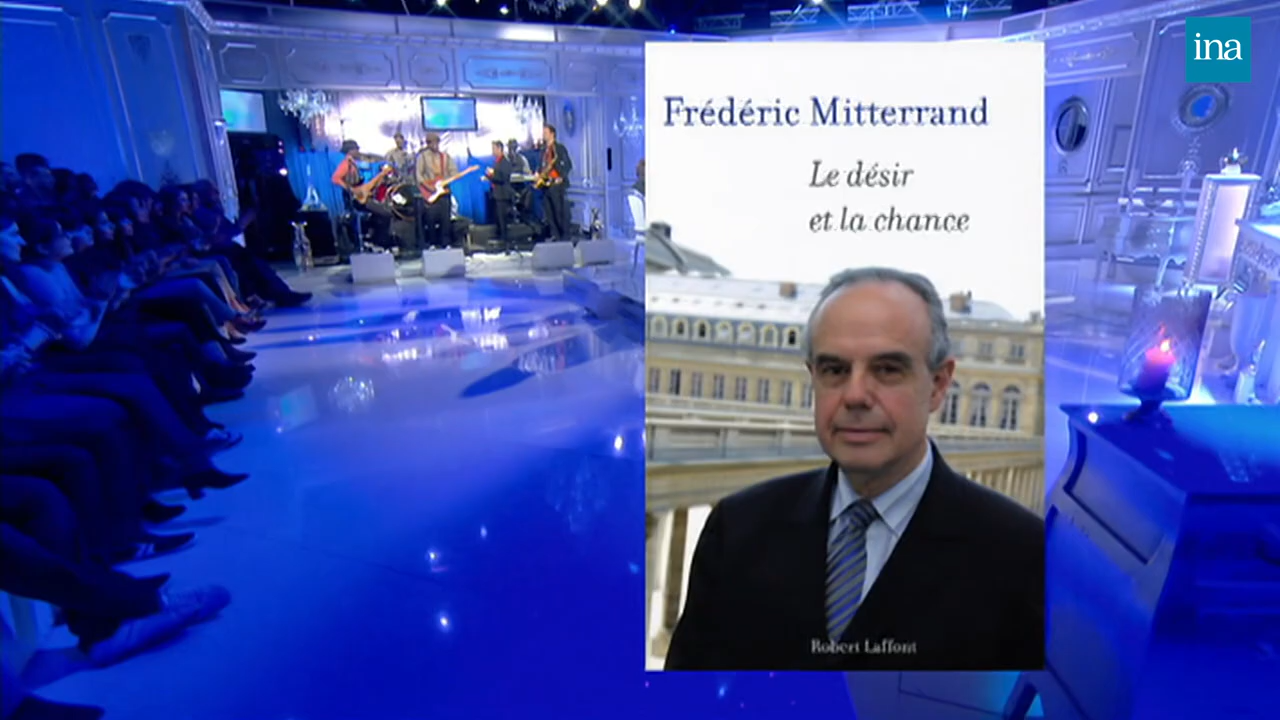 ina
Frédéric Mitterrand
Le désir
et la chance
Robert Laffont